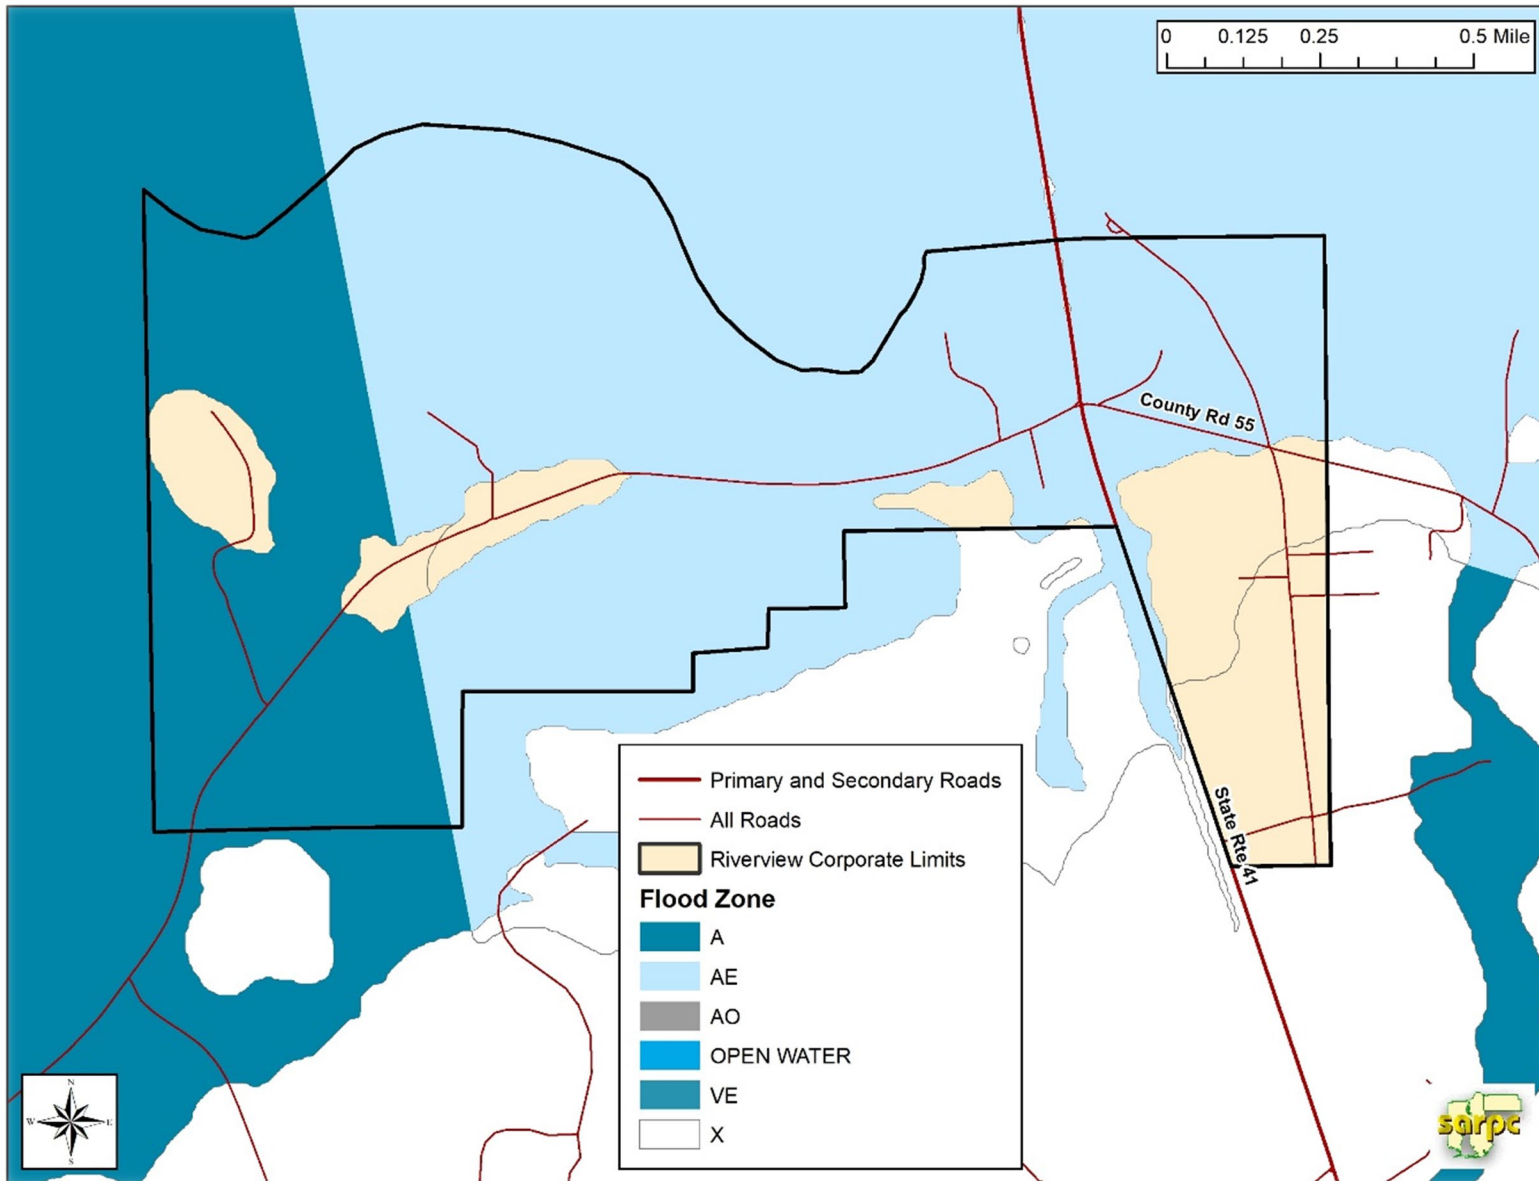 0 0.125 0.25 0.5 Mile
County Rd 55
State Rte 41
Primary and Secondary Roads
All Roads
Riverview Corporate Limits
Flood Zone
A
AE
AO
OPEN WATER
VE
X
N
W E
S
sarpc